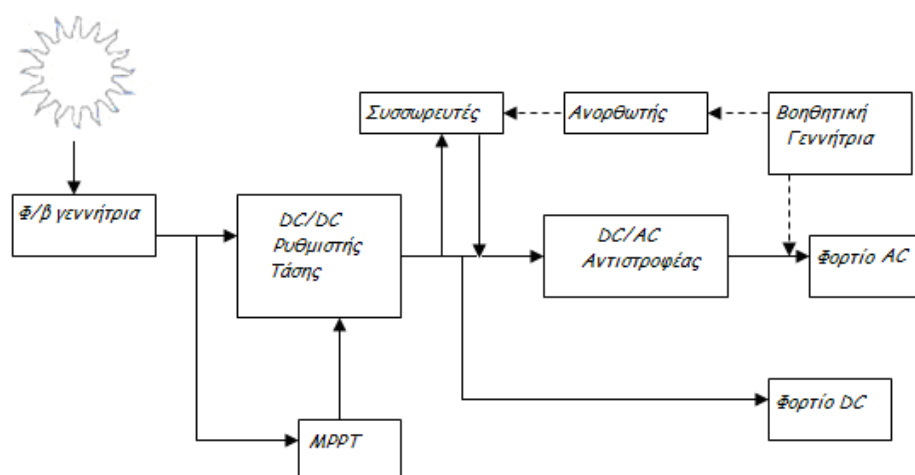 Συσσωρευτές
Ανορθωτής
Βοηθητική
Γεννήτρια
Φ/β γεννήτρια
DC/DC
Ρυθμιστής
Τάσης
DC/AC
Αντιστροφέας
Φορτίο AC
Φορτίο DC
MPPT